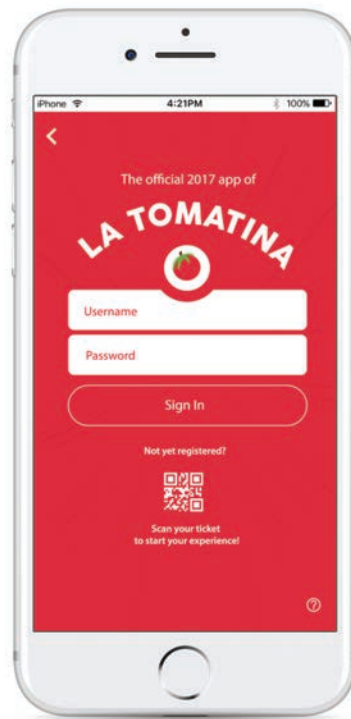 iPhone 4:21PM 100%
The official 2017 app of
LA TOMATINA
Username
Password
Sign In
Not yet registered?
Scan your ticket
to start your experience!
?